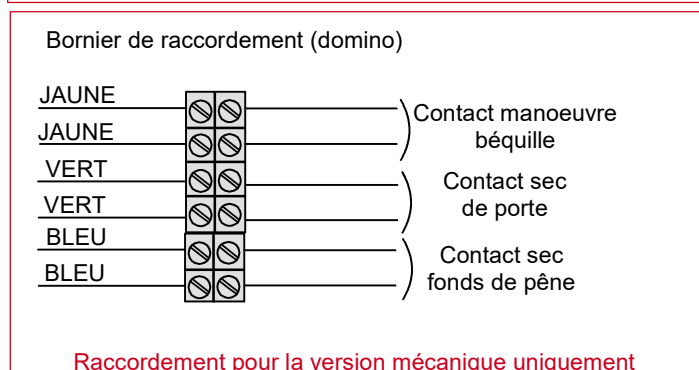 Bornier de raccordement (domino)
JAUNE
JAUNE
VERT
VERT
BLEU
BLEU
Contact manoeuvre
béquille
Contact sec
de porte
Contact sec
fonds de pêne
Raccordement pour la version mécanique uniquement